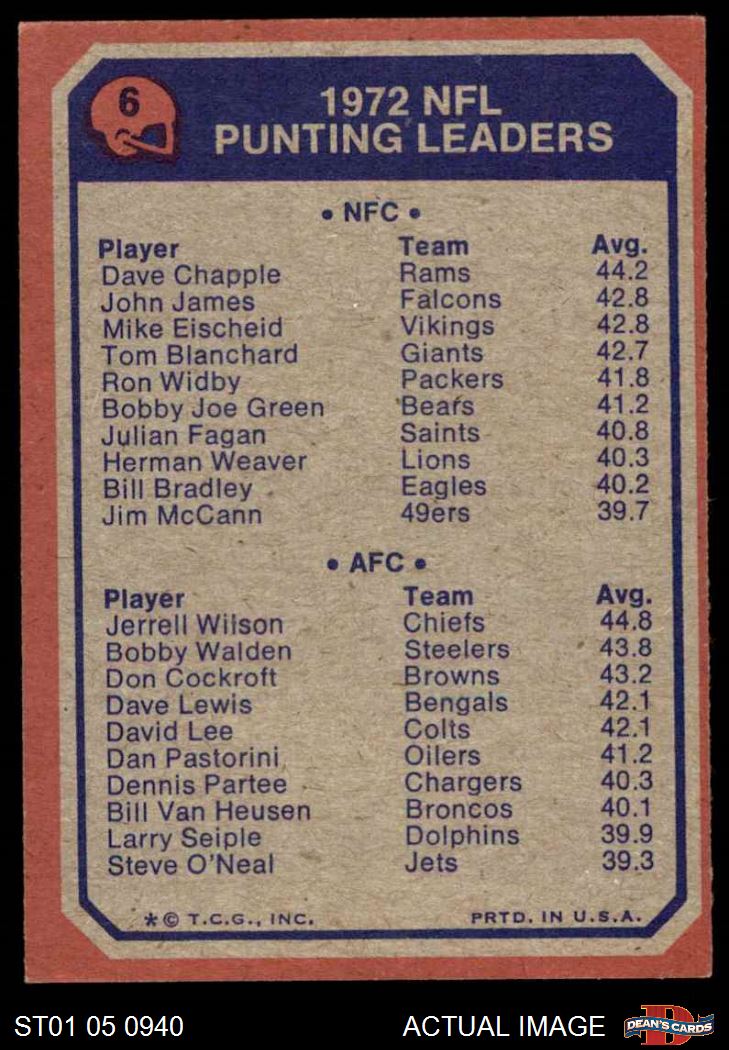 6
1972 NFL
PUNTING LEADERS
• NFC •
Player Team Avg.
Dave Chapple Rams 44.2
John James Falcons 42.8
Mike Eischeid Vikings 42.8
Tom Blanchard Giants 42.7
Ron Widby Packers 41.8
Bobby Joe Green Bears 41.2
Julian Fagan Saints 40.8
Herman Weaver Lions 40.3
Bill Bradley Eagles 40.2
Jim McCann 49ers 39.7
• AFC •
Player Team Avg.
Jerrell Wilson Chiefs 44.8
Bobby Walden Steelers 43.8
Don Cockroft Browns 43.2
Dave Lewis Bengals 42.1
David Lee Colts 42.1
Dan Pastorini Oilers 41.2
Dennis Partee Chargers 40.3
Bill Van Heusen Broncos 40.1
Larry Seiple Dolphins 39.9
Steve O'Neal Jets 39.3
*© T.C.G., INC. PRTD. IN U.S.A.
ST01 05 0940 ACTUAL IMAGE D DEAN'S CARDS